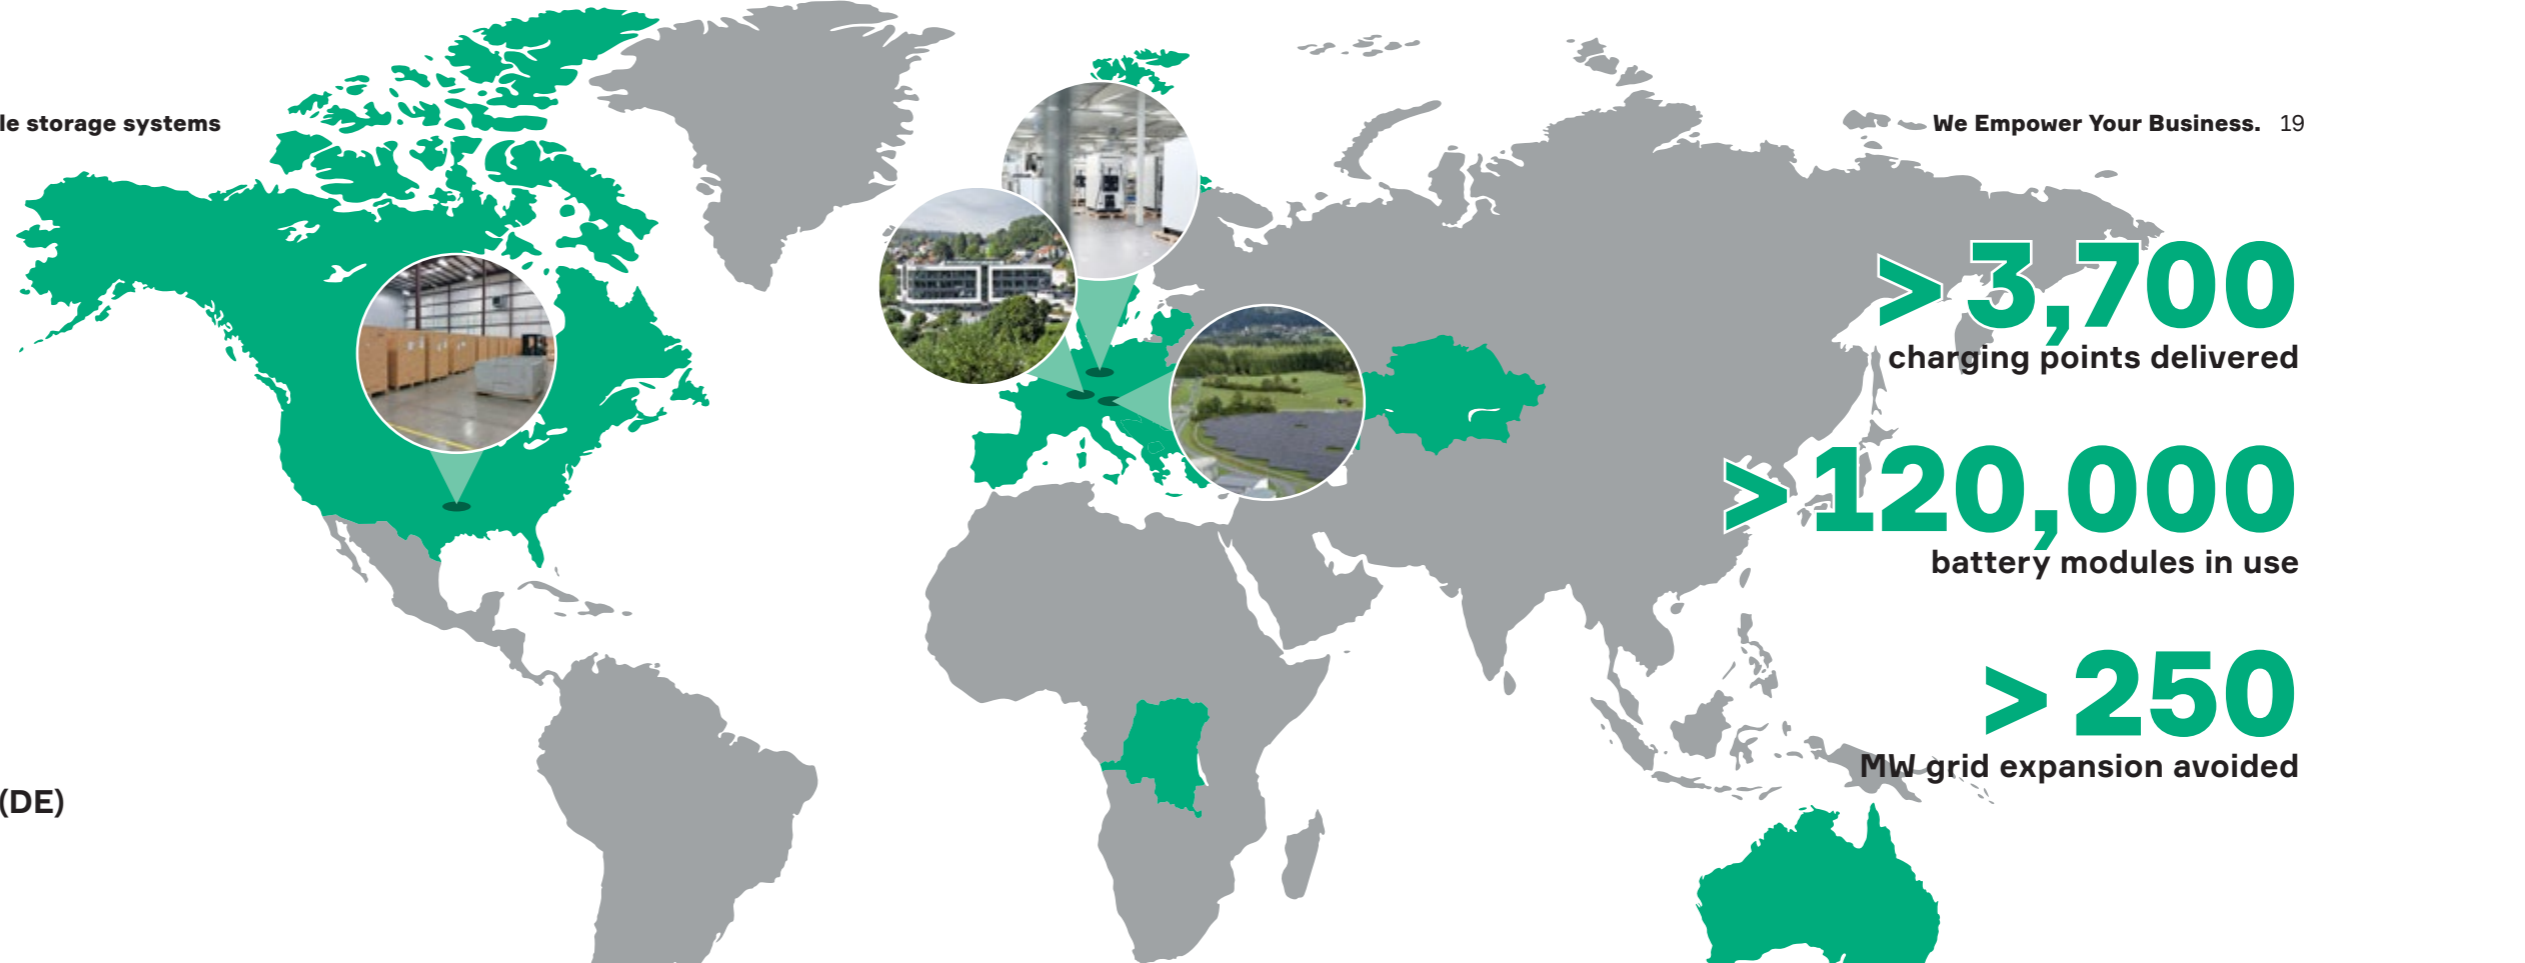 le storage systems
We Empower Your Business. 19
> 3,700
charging points delivered
> 120,000
battery modules in use
> 250
MW grid expansion avoided
(DE)